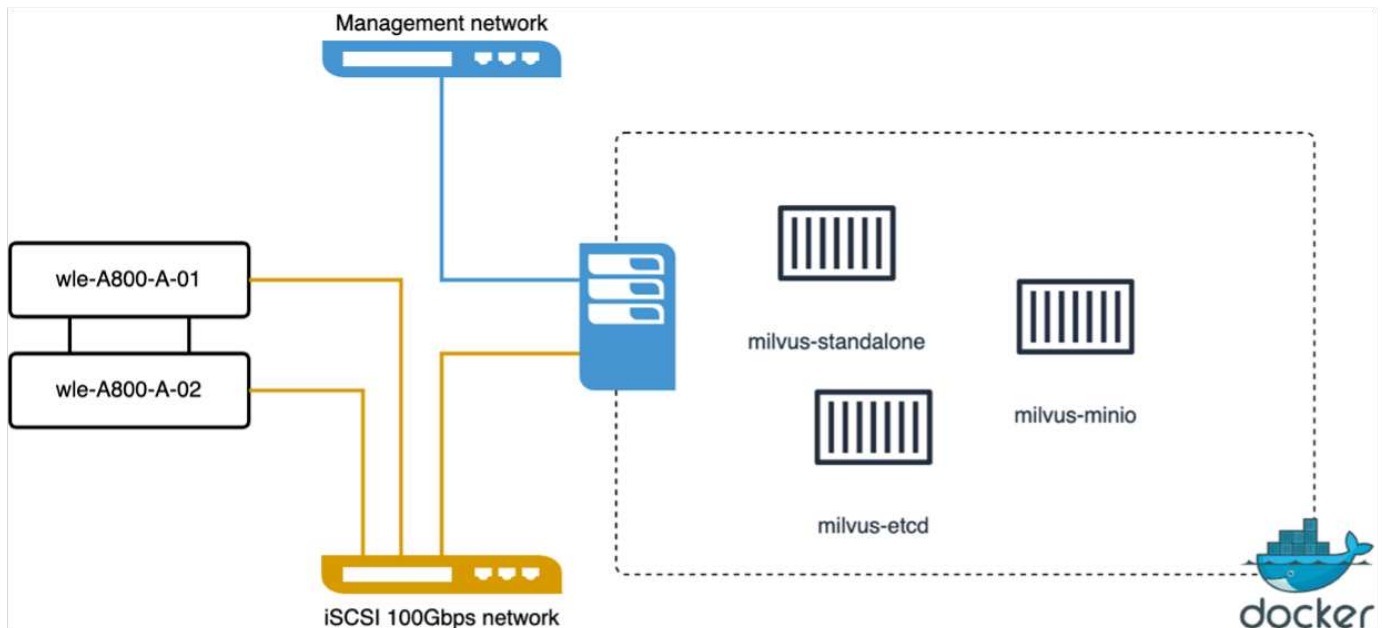 Management network
wle-A800-A-01
wle-A800-A-02
milvus-standalone
milvus-minio
milvus-etcd
iSCSI 100Gbps network
docker